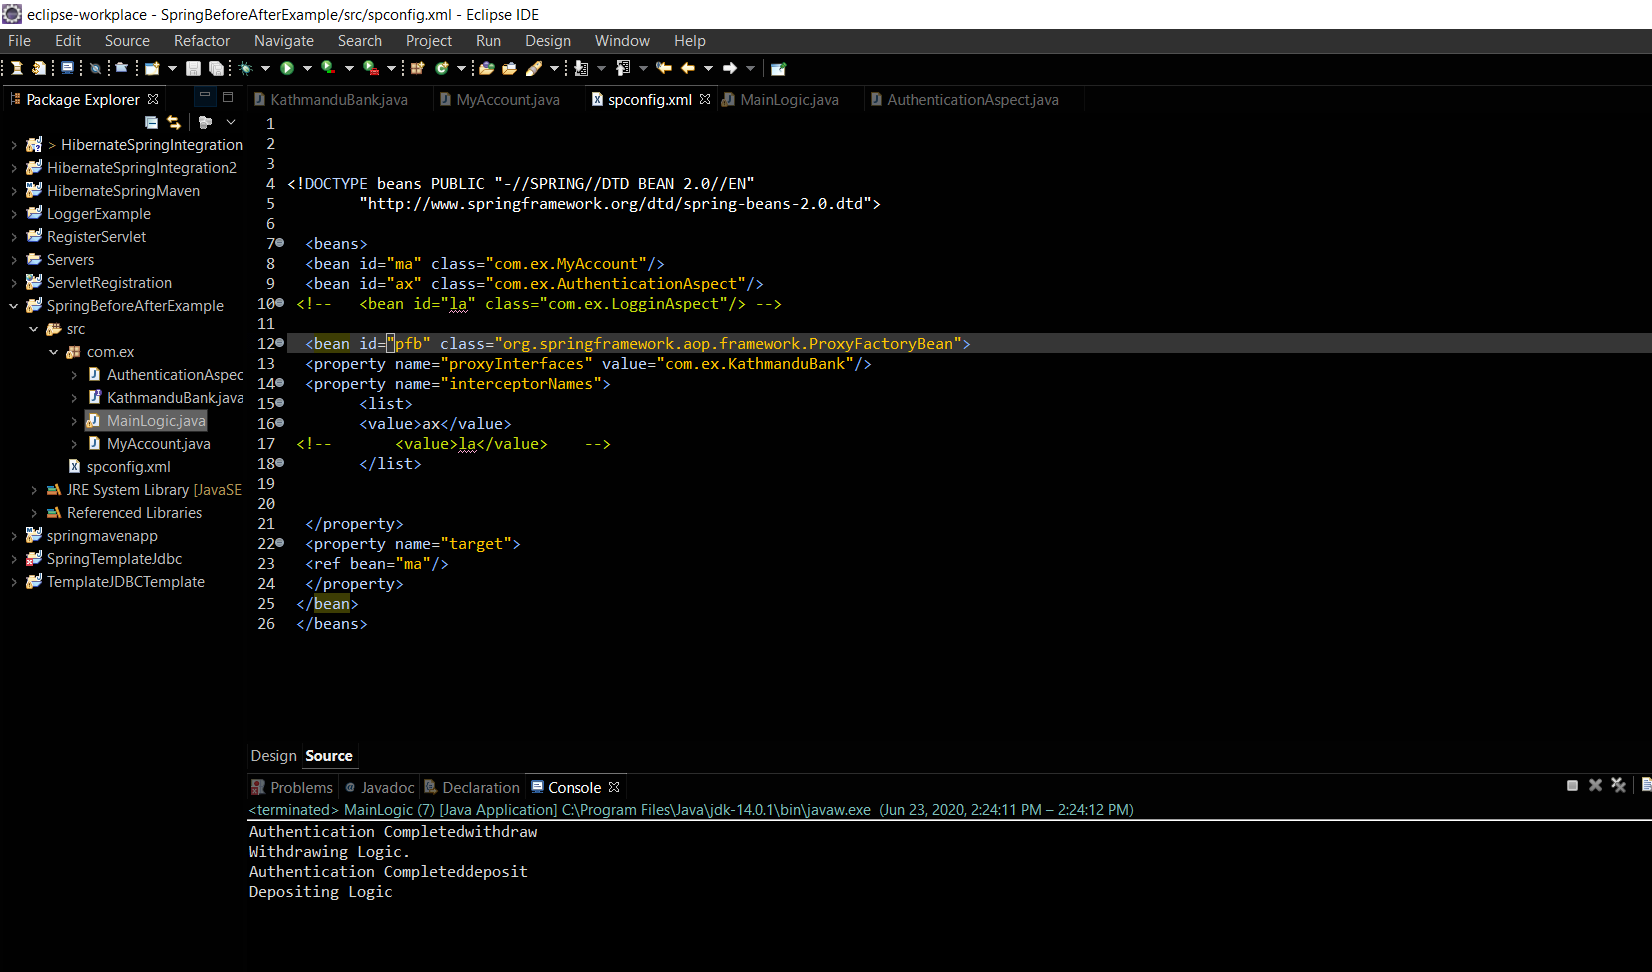 eclipse-workplace - SpringBeforeAfterExample/src/spconfig.xml - Eclipse IDE
File Edit Source Refactor Navigate Search Project Run Design Window Help
Package Explorer
> HibernateSpringIntegration
HibernateSpringIntegration2
HibernateSpringMaven
LoggerExample
RegisterServlet
Servers
ServletRegistration
SpringBeforeAfterExample
src
com.ex
AuthenticationAspec
KathmanduBank.java
MainLogic.java
MyAccount.java
spconfig.xml
JRE System Library [JavaSE
Referenced Libraries
springmavenapp
SpringTemplateJdbc
TemplateJDBCTemplate
KathmanduBank.java MyAccount.java spconfig.xml MainLogic.java AuthenticationAspect.java
1
2
3
4 <!DOCTYPE beans PUBLIC "-//SPRING//DTD BEAN 2.0//EN"
5 "http://www.springframework.org/dtd/spring-beans-2.0.dtd">
6
7 <beans>
8 <bean id="ma" class="com.ex.MyAccount"/>
9 <bean id="ax" class="com.ex.AuthenticationAspect"/>
10 <!-- <bean id="la" class="com.ex.LogginAspect"/> -->
11
12 <bean id="pfb" class="org.springframework.aop.framework.ProxyFactoryBean">
13 <property name="proxyInterfaces" value="com.ex.KathmanduBank"/>
14 <property name="interceptorNames">
15 <list>
16 <value>ax</value>
17 <!-- <value>la</value> -->
18 </list>
19
20
21 </property>
22 <property name="target">
23 <ref bean="ma"/>
24 </property>
25 </bean>
26 </beans>
Design Source
Problems Javadoc Declaration Console
<terminated> MainLogic (7) [Java Application] C:\Program Files\Java\jdk-14.0.1\bin\javaw.exe (Jun 23, 2020, 2:24:11 PM – 2:24:12 PM)
Authentication Completedwithdraw
Withdrawing Logic.
Authentication Completeddeposit
Depositing Logic